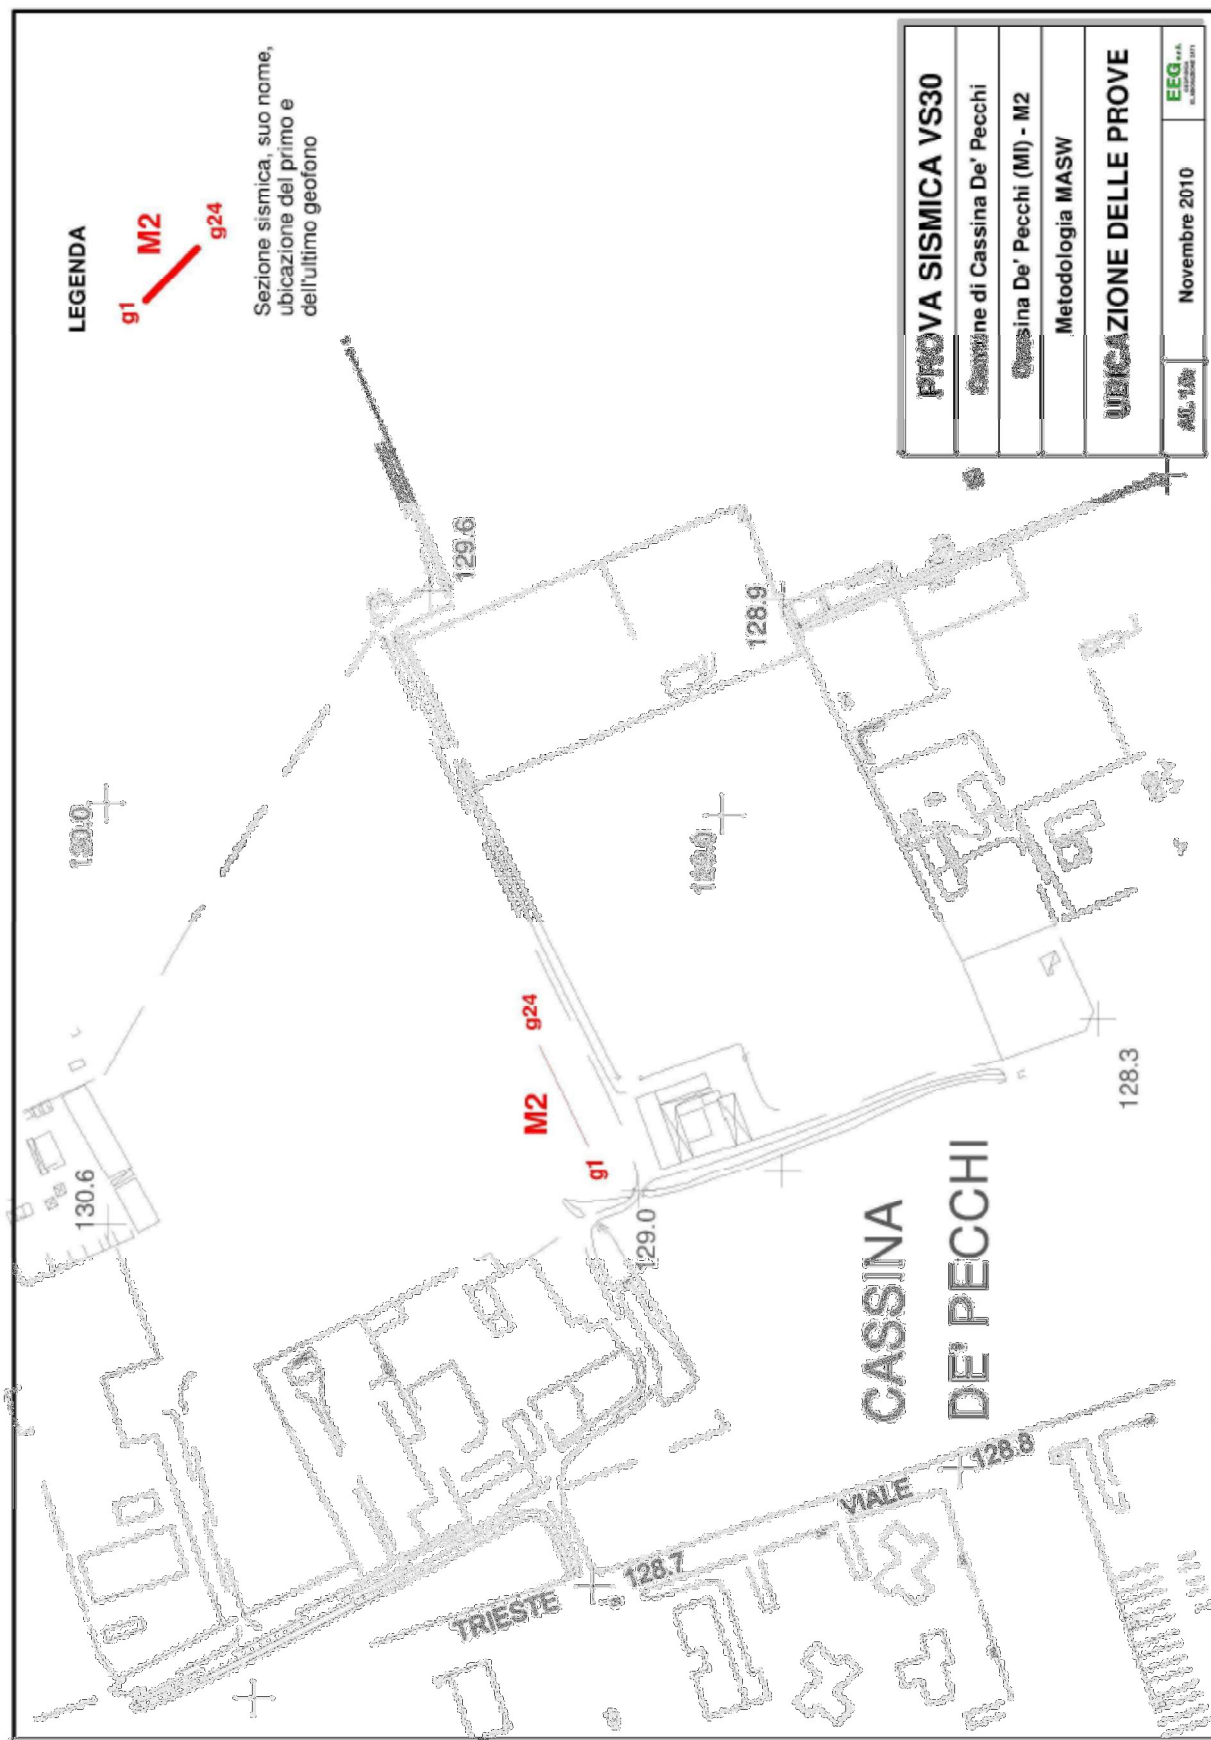 LEGENDA
g1
M2
g24
Sezione sismica, suo nome,
ubicazione del primo e
dell'ultimo geofono
129.6
128.9
M2
g24
g1
130.6
129.0
128.3
CASSINA
DE' PECCHI
TRIESTE
128.7
VIALE
128.8
PROVA SISMICA VS30
Comune di Cassina De' Pecchi
Cassina De' Pecchi (MI) - M2
Metodologia MASW
UBICAZIONE DELLE PROVE
Novembre 2010
EEG s.r.l.